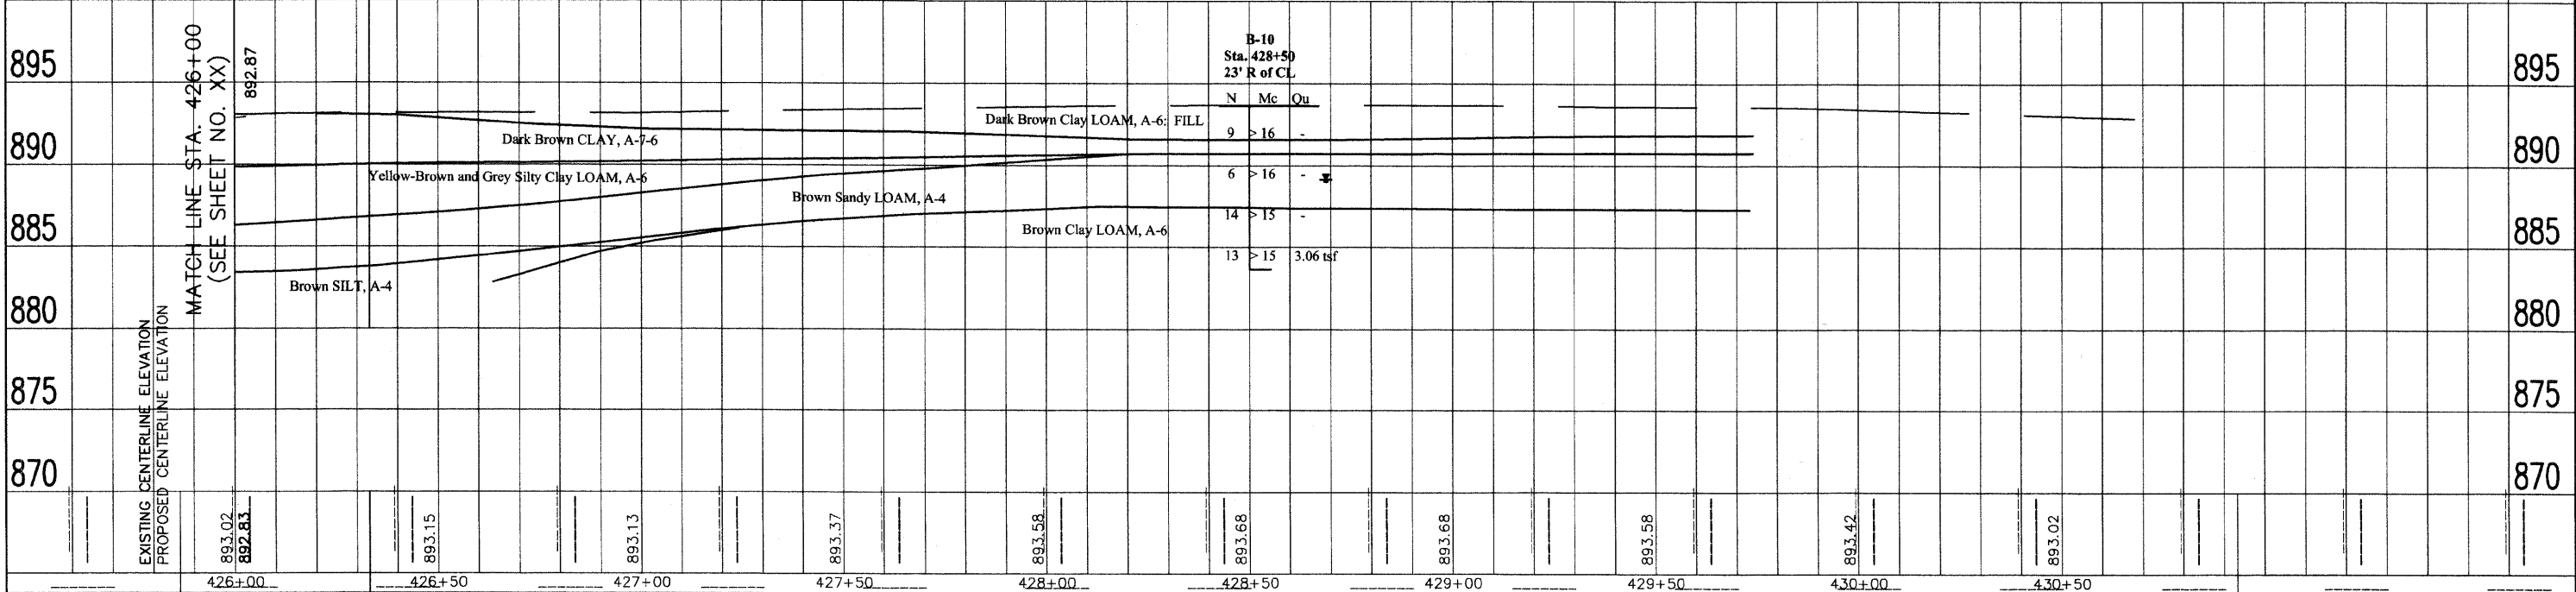 B-10
Sta. 428+50
23' R of CL
895
MATCH LINE STA. 426+00
(SEE SHEET NO. XX)
892.87
895
N Mc Qu
Dark Brown Clay LOAM, A-6: FILL
9 > 16 -
Dark Brown CLAY, A-7-6
890
890
Yellow-Brown and Grey Silty Clay LOAM, A-6
6 > 16 -
Brown Sandy LOAM, A-4
14 > 15 -
885
Brown Clay LOAM, A-6
885
13 > 15 3.06 tsf
Brown SILT, A-4
880
880
875
875
870
870
EXISTING CENTERLINE ELEVATION
PROPOSED CENTERLINE ELEVATION
893.02
892.83
893.15
893.13
893.37
893.58
893.68
893.68
893.58
893.42
893.02
426+00 426+50 427+00 427+50 428+00 428+50 429+00 429+50 430+00 430+50